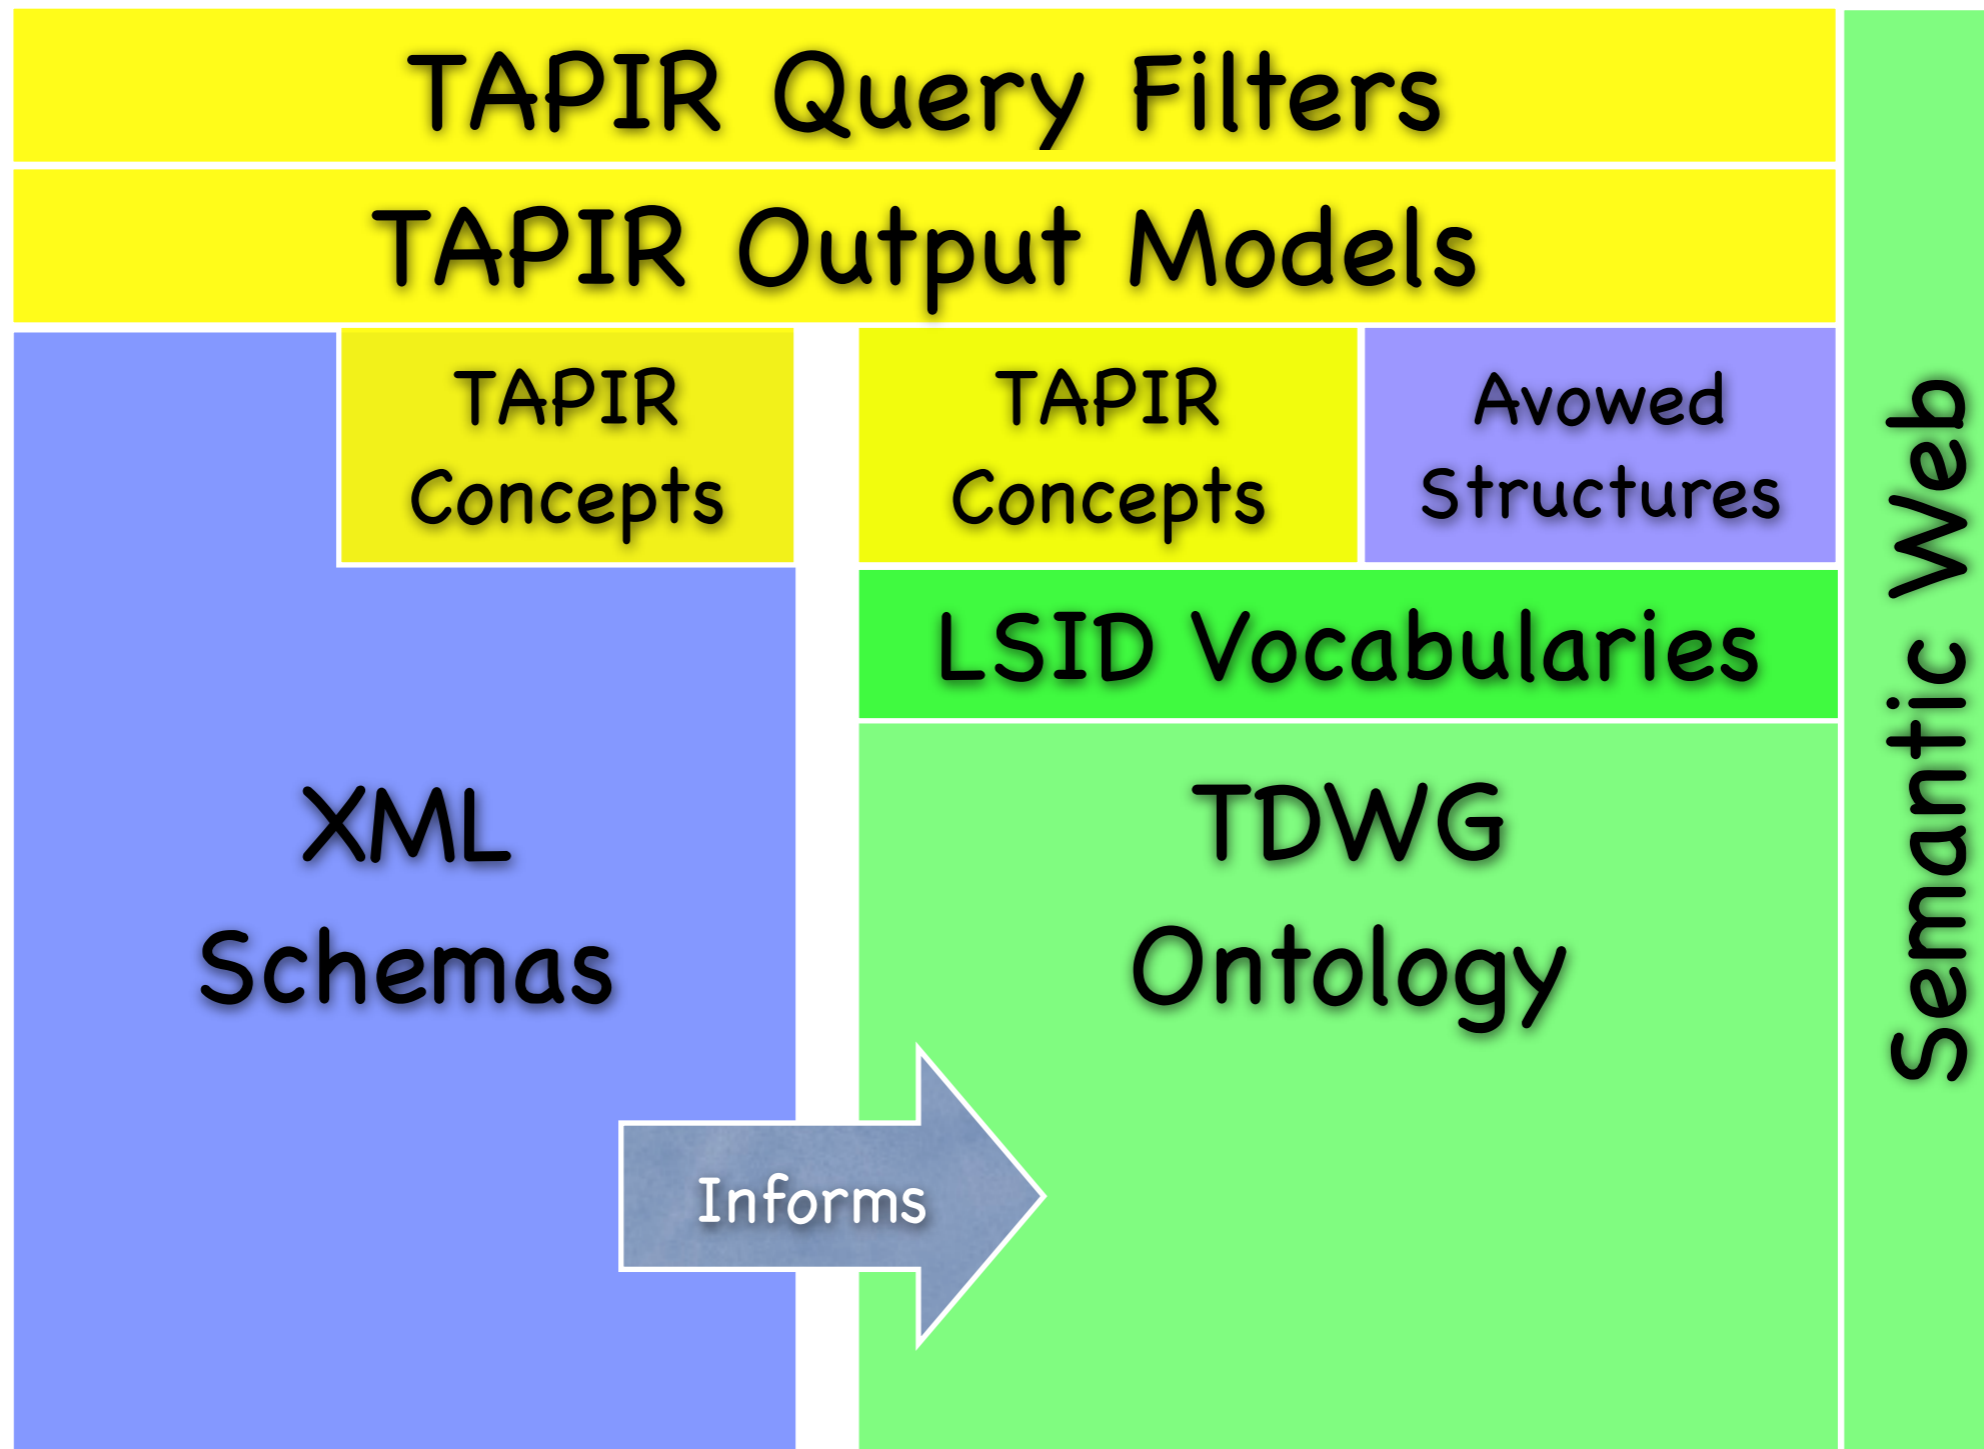 TAPIR Query Filters
TAPIR Output Models
TAPIR
Concepts
TAPIR
Concepts
Avowed
Structures
LSID Vocabularies
XML
Schemas
TDWG
Ontology
Informs
Semantic Web